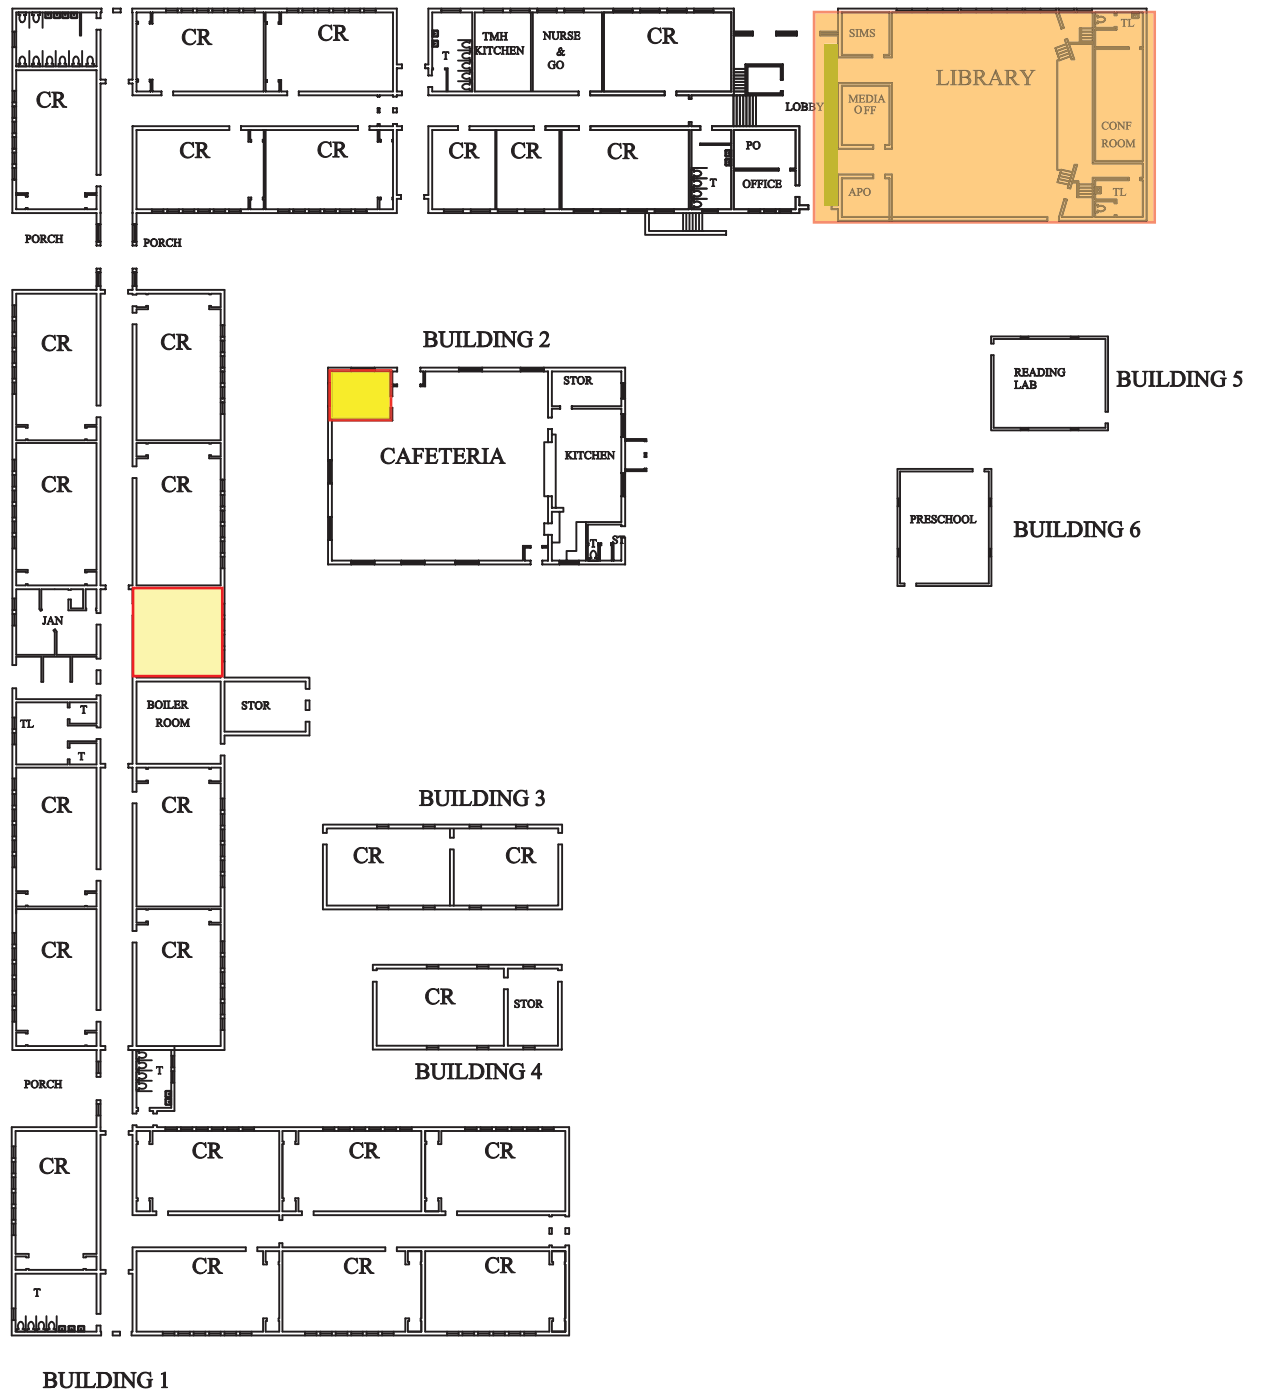 CR
CR
T
TMH
KITCHEN
NURSE
&
GO
CR
SIMS
LIBRARY
TL
CR
LOBBY
MEDIA
OFF
CONF
ROOM
CR
CR
CR
CR
CR
PO
T
OFFICE
APO
TL
PORCH
PORCH
CR
CR
BUILDING 2
STOR
READING
LAB
BUILDING 5
CAFETERIA
KITCHEN
CR
CR
PRESCHOOL
BUILDING 6
T
ST
JAN
BOILER
ROOM
STOR
T
TL
T
BUILDING 3
CR
CR
CR
CR
CR
CR
CR
STOR
BUILDING 4
T
PORCH
CR
CR
CR
CR
CR
CR
CR
T
BUILDING 1